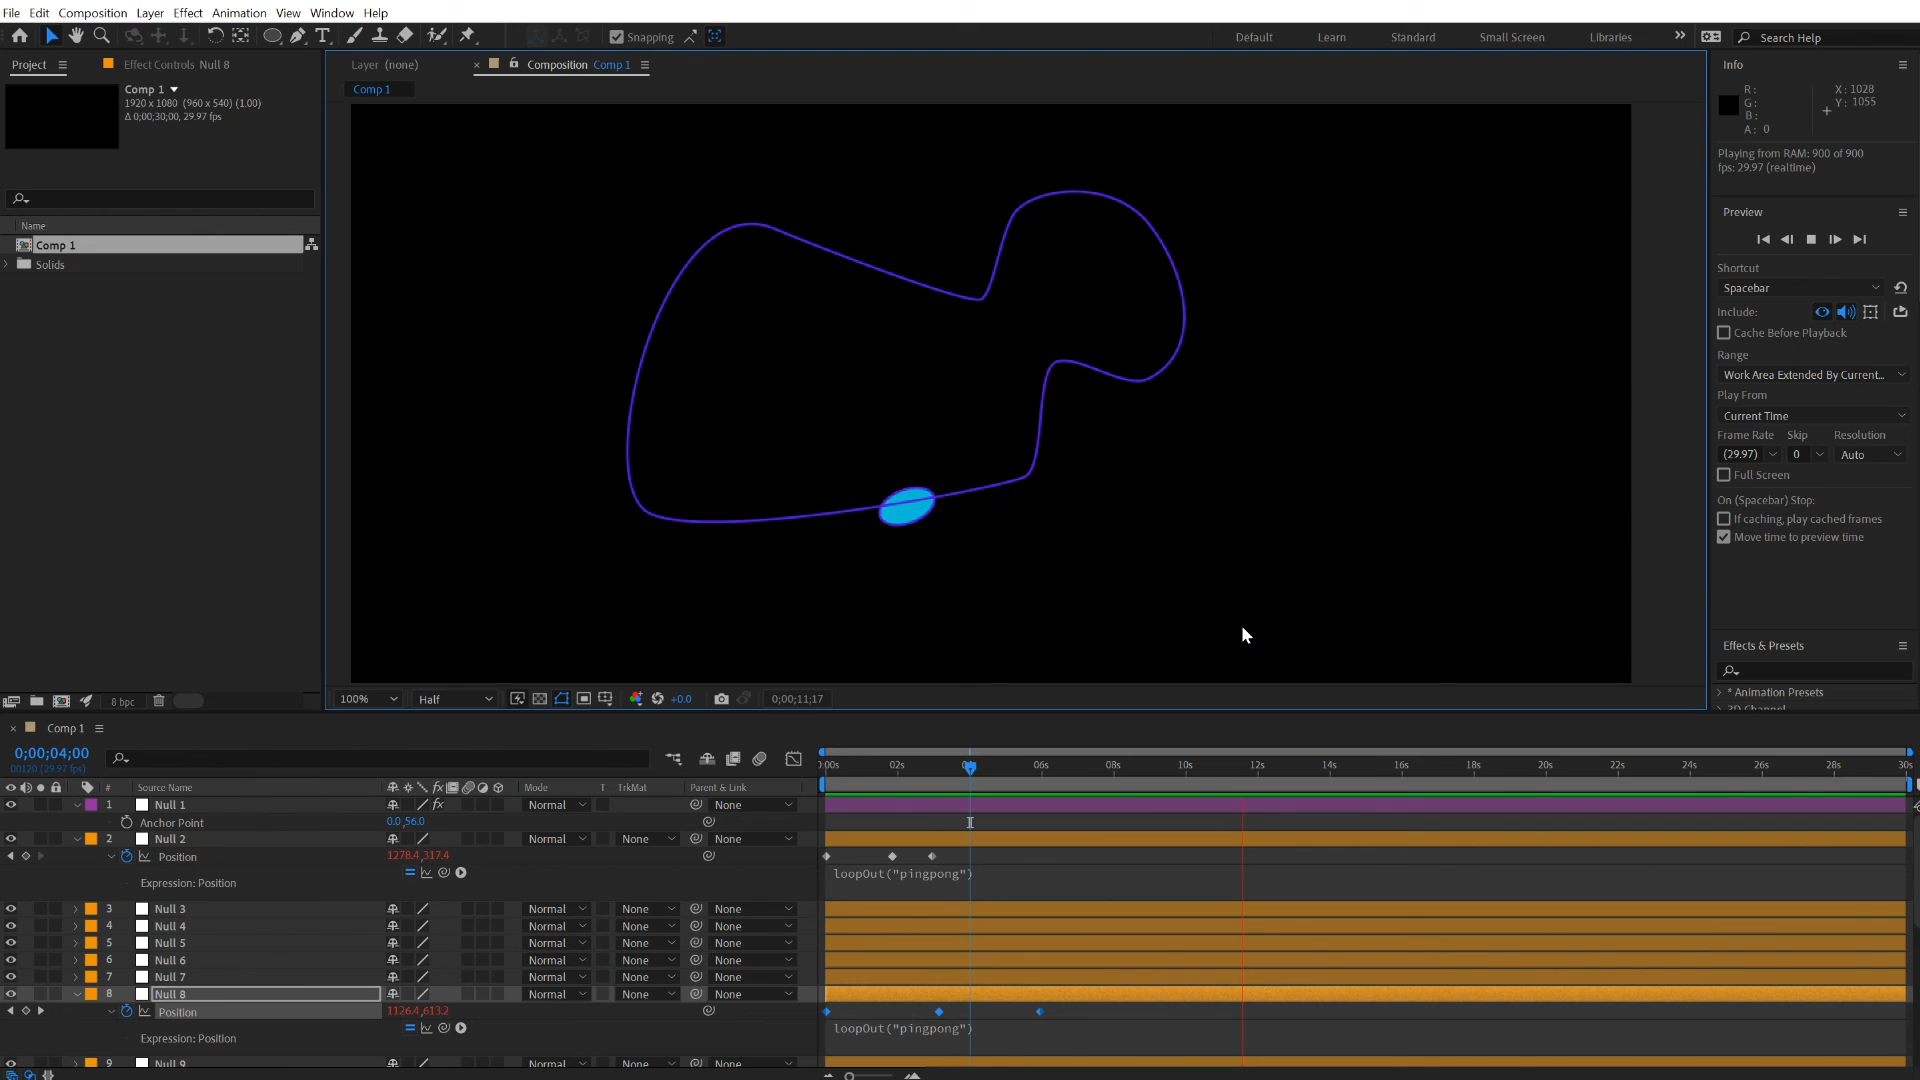 File Edit Composition Layer Effect Animation View Window Help
Snapping
Default Learn Standard Small Screen Libraries
Search Help
Project
Effect Controls Null 8
Comp 1
1920 x 1080 (960 x 540) (1.00)
Δ 0;00;30;00, 29.97 fps
Name
Comp 1
Solids
8 bpc
Layer (none)
Composition Comp 1
Comp 1
100%
Half
+0.0
0;00;11;17
Info
R :
G :
B :
A : 0
X : 1028
Y : 1055
Playing from RAM: 900 of 900
fps: 29.97 (realtime)
Preview
Shortcut
Spacebar
Include:
Cache Before Playback
Range
Work Area Extended By Current...
Play From
Current Time
Frame Rate Skip Resolution
(29.97) 0 Auto
Full Screen
On (Spacebar) Stop:
If caching, play cached frames
Move time to preview time
Effects & Presets
* Animation Presets
3D Channel
Comp 1
0;00;04;00
00120 (29.97 fps)
02s 06s 08s 10s 12s 14s 16s 18s 20s 22s 24s 26s 28s 30s
# Source Name Mode T TrkMat Parent & Link
1 Null 1 Normal None
Anchor Point 0.0 ,56.0
2 Null 2 Normal None None
Position 1278.4 ,317.4
Expression: Position loopOut("pingpong")
3 Null 3 Normal None None
4 Null 4 Normal None None
5 Null 5 Normal None None
6 Null 6 Normal None None
7 Null 7 Normal None None
8 Null 8 Normal None None
Position 1126.4 ,613.2
Expression: Position loopOut("pingpong")
9 Null 9 Normal None None